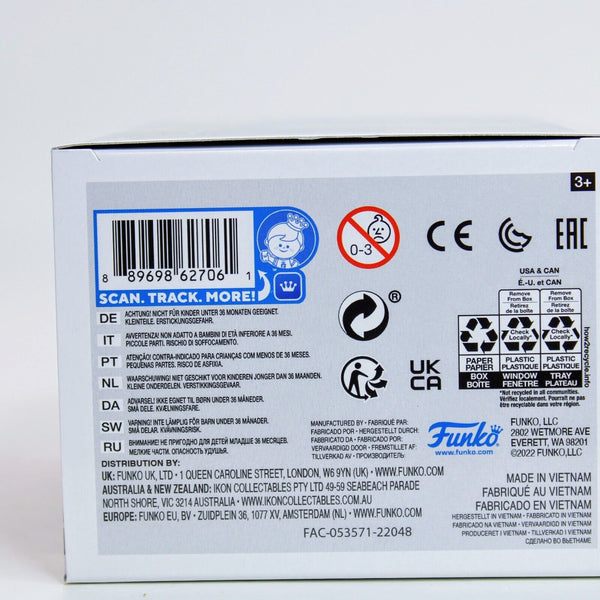 3+
8 89698 62706 1
SCAN. TRACK. MORE!
0-3
CE
EAC
®
UK
CA
DE ACHTUNG! NICHT FÜR KINDER UNTER 36 MONATEN GEEIGNET.
KLEINTEILE. ERSTICKUNGSGEFAHR.
IT AVVERTENZA! NON ADATTO A BAMBINI DI ETÀ INFERIORE A 36 MESI.
PICCOLE PARTI, RISCHIO DI SOFFOCAMENTO.
PT ATENÇÃO! CONTRA-INDICADO PARA CRIANÇAS COM MENOS DE 36 MESES.
PEQUENAS PARTES, RISCO DE ASFIXIA.
NL WAARSCHUWING! NIET GESCHIKT VOOR KINDEREN JONGER DAN 36 MAANDEN.
KLEINE ONDERDELEN. VERSTIKKINGSGEVAAR.
DA ADVARSEL! IKKE EGNET TIL BØRN UNDER 36 MÅNEDER.
SMÅ DELE. KVÆLNINGSFARE.
SW VARNING! INTE LÄMPLIG FÖR BARN UNDER 36 MÅNADER.
SMÅ DELAR. KVÄVNINGSRISK.
RU ВНИМАНИЕ! НЕ ПРИГОДНО ДЛЯ ДЕТЕЙ МЛАДШЕ 36 МЕСЯЦЕВ.
МЕЛКИЕ ЧАСТИ, ОПАСНОСТЬ УДУШЬЯ.
USA & CAN
É.-U. et CAN
Remove
From Box
Retirez
de la boîte
Remove
From Box
Retirez
de la boîte
Check
Locally*
Check
Locally*
PAPER
PAPIER
BOX
BOÎTE
PLASTIC
PLASTIQUE
WINDOW
FENÊTRE
PLASTIC
PLASTIQUE
TRAY
PLATEAU
*Not recycled in all communities.
Vérifiez localement. Pourrait ne pas
être recyclable dans votre région.
how2recycle.info
MANUFACTURED BY • FABRIQUÉ PAR:
FABRICADO POR • HERGESTELLT DURCH:
FABBRICATO DA • FABRICADO POR:
VERVAARDIGD DOOR • FREMSTILLET AF:
TILLVERKAD AV • ПРОИЗВОДИТЕЛЬ
Funko
www.funko.com
FUNKO, LLC
2802 WETMORE AVE
EVERETT, WA 98201
©2022 FUNKO, LLC
DISTRIBUTION BY:
UK: FUNKO UK, LTD • 1 QUEEN CAROLINE STREET, LONDON, W6 9YN (UK) • WWW.FUNKO.COM
AUSTRALIA & NEW ZEALAND: IKON COLLECTABLES PTY LTD 49-59 SEABEACH PARADE
NORTH SHORE, VIC 3214 AUSTRALIA • WWW.IKONCOLLECTABLES.COM.AU
EUROPE: FUNKO EU, BV • ZUIDPLEIN 36, 1077 XV, AMSTERDAM (NL) • WWW.FUNKO.COM
FAC-053571-22048
MADE IN VIETNAM
FABRIQUÉ AU VIETNAM
FABRICADO EN VIETNAM
HERGESTELLT IN VIETNAM • FABBRICATO IN VIETNAM
FABRICADO NA VIETNAM • VERVAARDIGD IN VIETNAM
PRODUCERET I VIETNAM • TILLVERKAD I VIETNAM
СДЕЛАНО ВО ВЬЕТНАМЕ